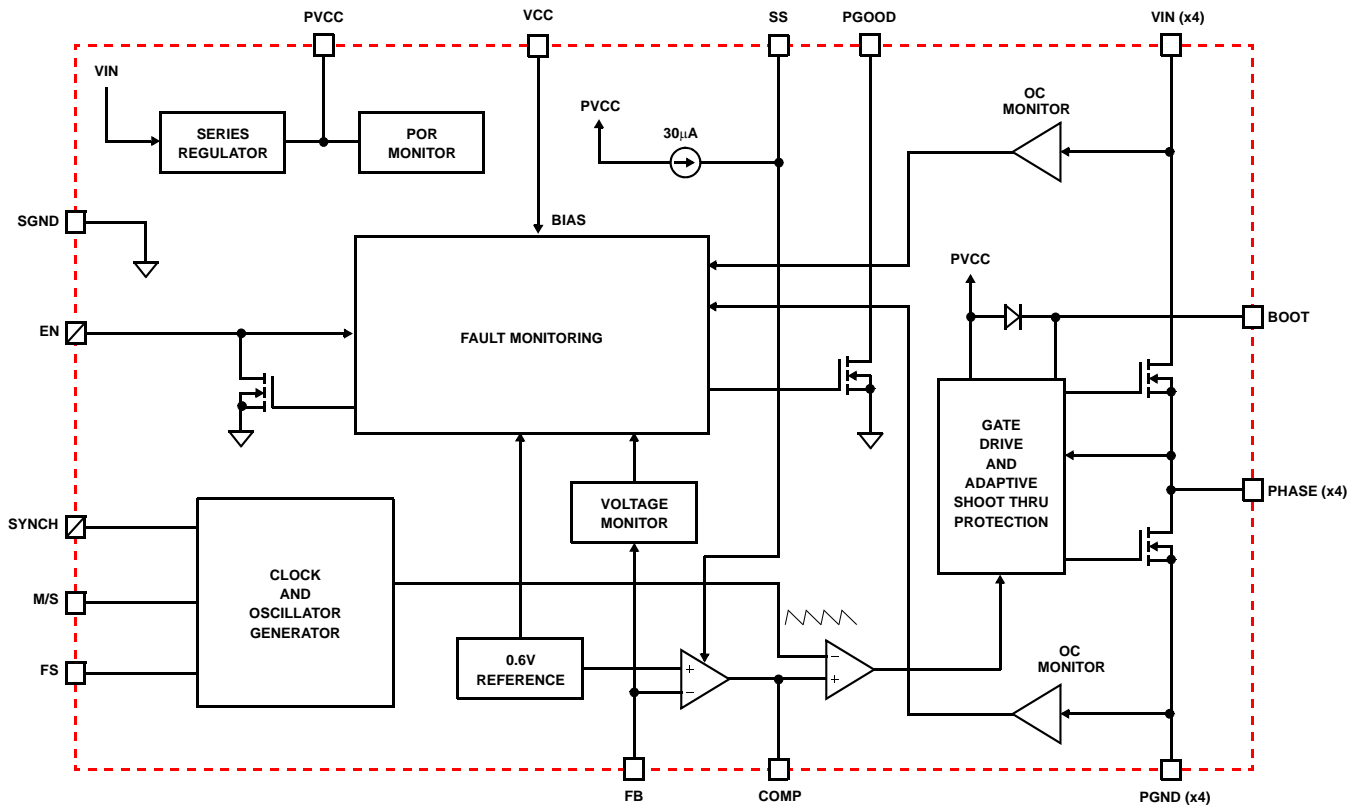 PVCC
VCC
SS
PGOOD
VIN (x4)
VIN
SERIES
REGULATOR
POR
MONITOR
PVCC
30µA
OC
MONITOR
SGND
BIAS
PVCC
EN
FAULT MONITORING
BOOT
GATE
DRIVE
AND
ADAPTIVE
SHOOT THRU
PROTECTION
PHASE (x4)
SYNCH
VOLTAGE
MONITOR
CLOCK
AND
OSCILLATOR
GENERATOR
M/S
FS
0.6V
REFERENCE
+
−
−
+
OC
MONITOR
FB
COMP
PGND (x4)